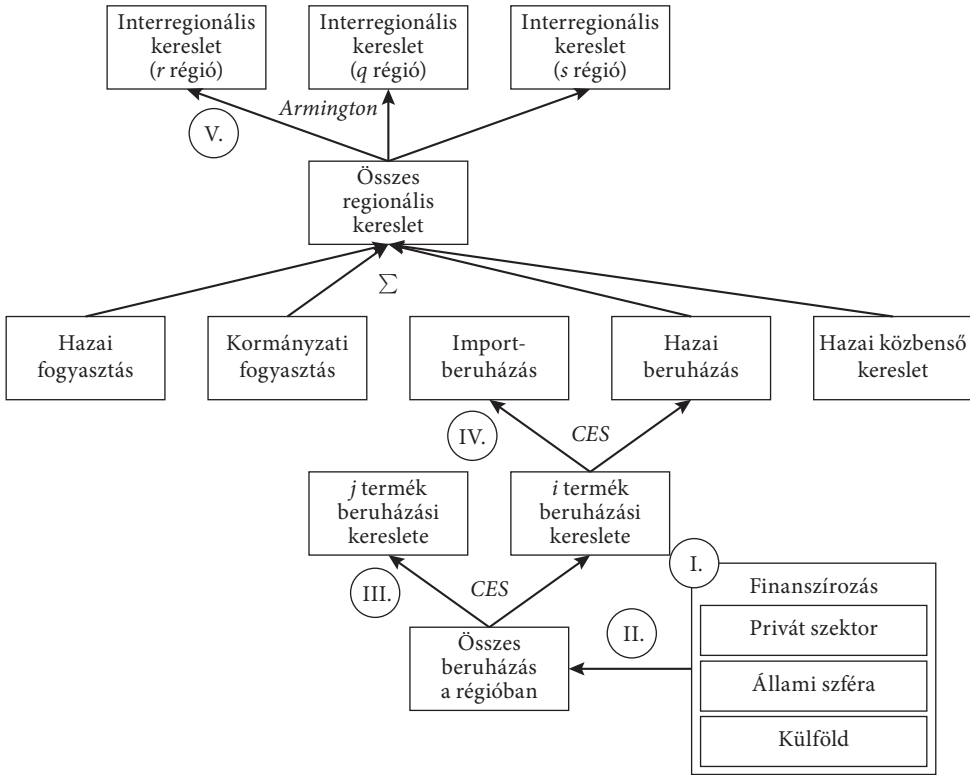 Interregionális
kereslet
(r régió)
Interregionális
kereslet
(q régió)
Interregionális
kereslet
(s régió)
Armington
V.
Összes
regionális
kereslet
∑
Hazai
fogyasztás
Kormányzati
fogyasztás
Import-
beruházás
Hazai
beruházás
Hazai közbenső
kereslet
IV.
CES
j termék
beruházási
kereslete
i termék
beruházási
kereslete
I.
III.
CES
Finanszírozás
II.
Privát szektor
Összes
beruházás
a régióban
Állami szféra
Külföld